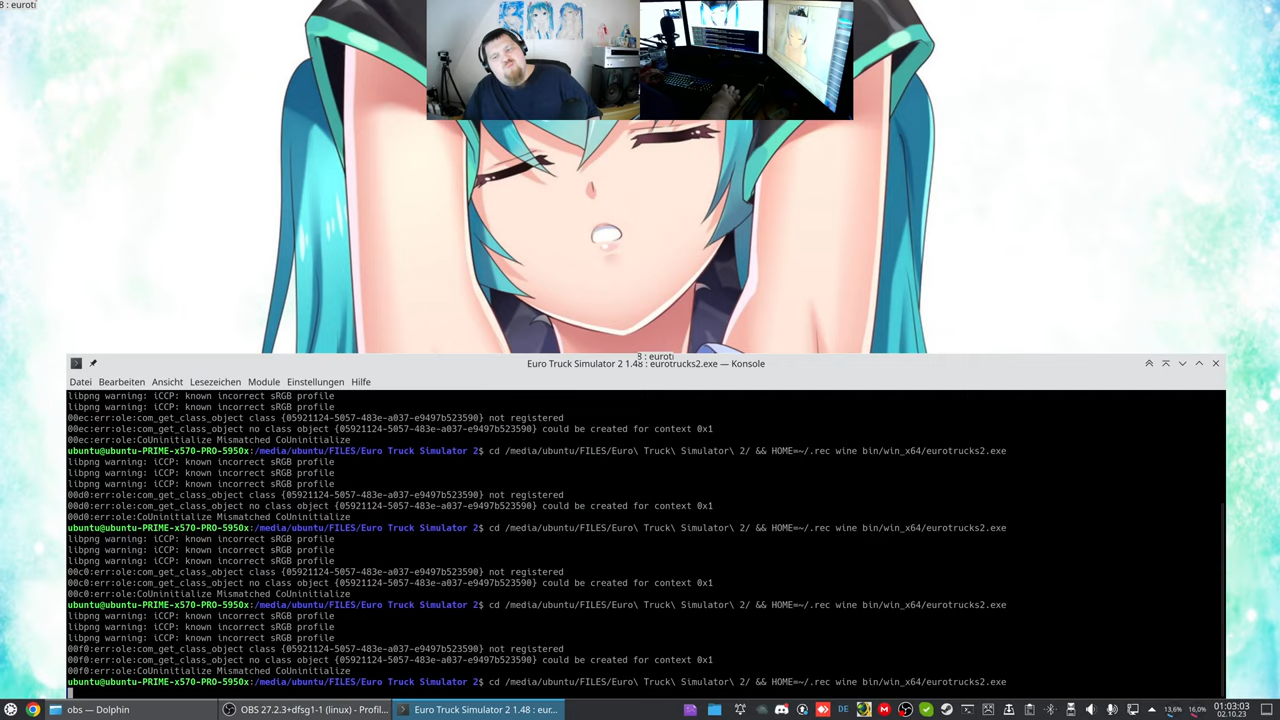 8 : euroti
8 : euroti
Euro Truck Simulator 2 1.48 : eurotrucks2.exe — Konsole
Datei Bearbeiten Ansicht Lesezeichen Module Einstellungen Hilfe
libpng warning: iCCP: known incorrect sRGB profile
libpng warning: iCCP: known incorrect sRGB profile
00ec:err:ole:com_get_class_object class {05921124-5057-483e-a037-e9497b523590} not registered
00ec:err:ole:com_get_class_object no class object {05921124-5057-483e-a037-e9497b523590} could be created for context 0x1
00ec:err:ole:CoUninitialize Mismatched CoUninitialize
ubuntu@ubuntu-PRIME-x570-PRO-5950x:/media/ubuntu/FILES/Euro Truck Simulator 2$ cd /media/ubuntu/FILES/Euro\ Truck\ Simulator\ 2/ && HOME=~/.rec wine bin/win_x64/eurotrucks2.exe
libpng warning: iCCP: known incorrect sRGB profile
libpng warning: iCCP: known incorrect sRGB profile
libpng warning: iCCP: known incorrect sRGB profile
00d0:err:ole:com_get_class_object class {05921124-5057-483e-a037-e9497b523590} not registered
00d0:err:ole:com_get_class_object no class object {05921124-5057-483e-a037-e9497b523590} could be created for context 0x1
00d0:err:ole:CoUninitialize Mismatched CoUninitialize
ubuntu@ubuntu-PRIME-x570-PRO-5950x:/media/ubuntu/FILES/Euro Truck Simulator 2$ cd /media/ubuntu/FILES/Euro\ Truck\ Simulator\ 2/ && HOME=~/.rec wine bin/win_x64/eurotrucks2.exe
libpng warning: iCCP: known incorrect sRGB profile
libpng warning: iCCP: known incorrect sRGB profile
libpng warning: iCCP: known incorrect sRGB profile
00c0:err:ole:com_get_class_object class {05921124-5057-483e-a037-e9497b523590} not registered
00c0:err:ole:com_get_class_object no class object {05921124-5057-483e-a037-e9497b523590} could be created for context 0x1
00c0:err:ole:CoUninitialize Mismatched CoUninitialize
ubuntu@ubuntu-PRIME-x570-PRO-5950x:/media/ubuntu/FILES/Euro Truck Simulator 2$ cd /media/ubuntu/FILES/Euro\ Truck\ Simulator\ 2/ && HOME=~/.rec wine bin/win_x64/eurotrucks2.exe
libpng warning: iCCP: known incorrect sRGB profile
libpng warning: iCCP: known incorrect sRGB profile
libpng warning: iCCP: known incorrect sRGB profile
00f0:err:ole:com_get_class_object class {05921124-5057-483e-a037-e9497b523590} not registered
00f0:err:ole:com_get_class_object no class object {05921124-5057-483e-a037-e9497b523590} could be created for context 0x1
00f0:err:ole:CoUninitialize Mismatched CoUninitialize
ubuntu@ubuntu-PRIME-x570-PRO-5950x:/media/ubuntu/FILES/Euro Truck Simulator 2$ cd /media/ubuntu/FILES/Euro\ Truck\ Simulator\ 2/ && HOME=~/.rec wine bin/win_x64/eurotrucks2.exe
obs — Dolphin OBS 27.2.3+dfsg1-1 (linux) - Profil... Euro Truck Simulator 2 1.48 : eur... DE 13,6% 16,0% 01:03:03
02.10.23